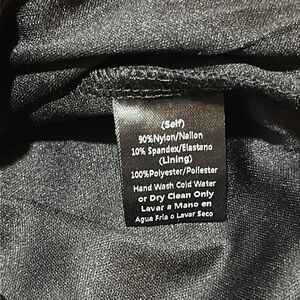 (Self)
90%Nylon/Nailon
10% Spandex/Elastano
(Lining)
100%Polyester/Poliester
Hand Wash Cold Water
or Dry Clean Only
Lavar a Mano en
Agua Fria o Lavar Seco